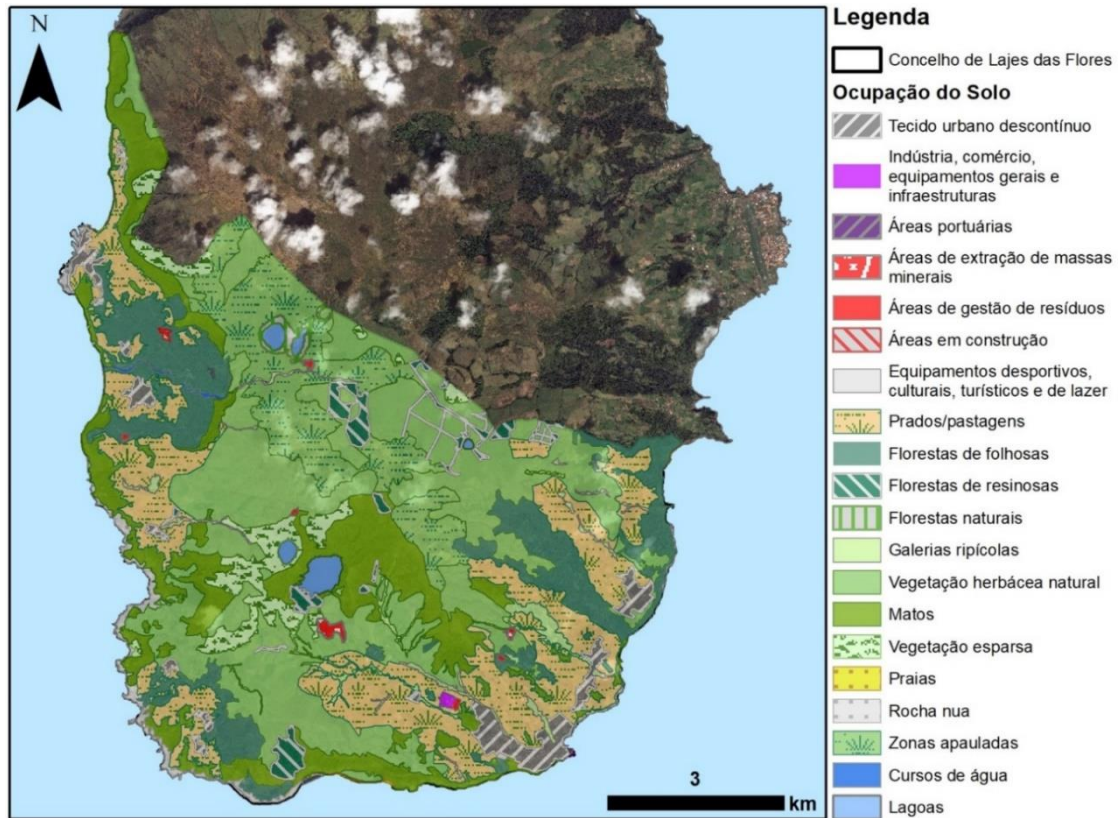 N
Legenda
Concelho de Lajes das Flores
Ocupação do Solo
Tecido urbano descontínuo
Indústria, comércio,
equipamentos gerais e
infraestruturas
Áreas portuárias
Áreas de extração de massas
minerais
Áreas de gestão de resíduos
Áreas em construção
Equipamentos desportivos,
culturais, turísticos e de lazer
Prados/pastagens
Florestas de folhosas
Florestas de resinosas
Florestas naturais
Galerias ripícolas
Vegetação herbácea natural
Matos
Vegetação esparsa
Praias
Rocha nua
Zonas apauladas
Cursos de água
Lagoas
3
km